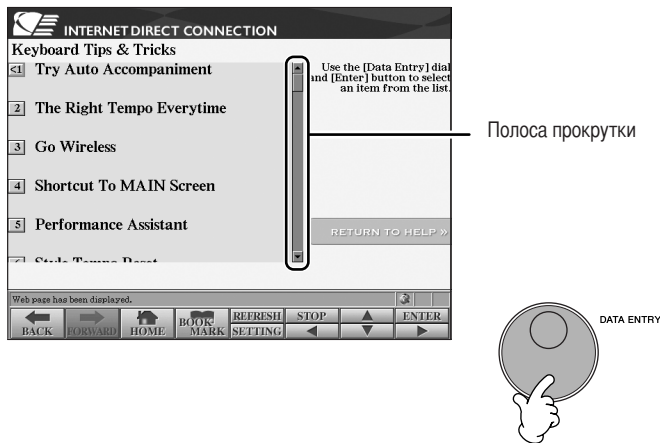 INTERNET DIRECT CONNECTION
Keyboard Tips & Tricks
<1 Try Auto Accompaniment
2 The Right Tempo Everytime
3 Go Wireless
4 Shortcut To MAIN Screen
5 Performance Assistant
Style Tempo Reset
Use the [Data Entry] dial
and [Enter] button to select
an item from the list.
RETURN TO HELP »
Полоса прокрутки
Web page has been displayed.
BACK FORWARD HOME BOOK MARK REFRESH STOP ENTER
SETTING
DATA ENTRY